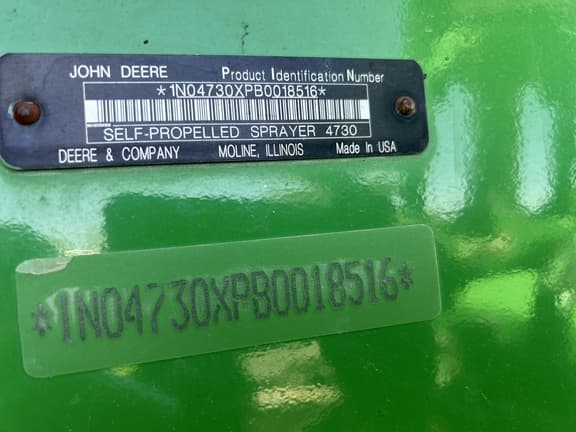 JOHN DEERE Product Identification Number
*1N04730XPB0018516*
SELF-PROPELLED SPRAYER 4730
DEERE & COMPANY MOLINE, ILLINOIS Made In USA
*1N04730XPB0018516*